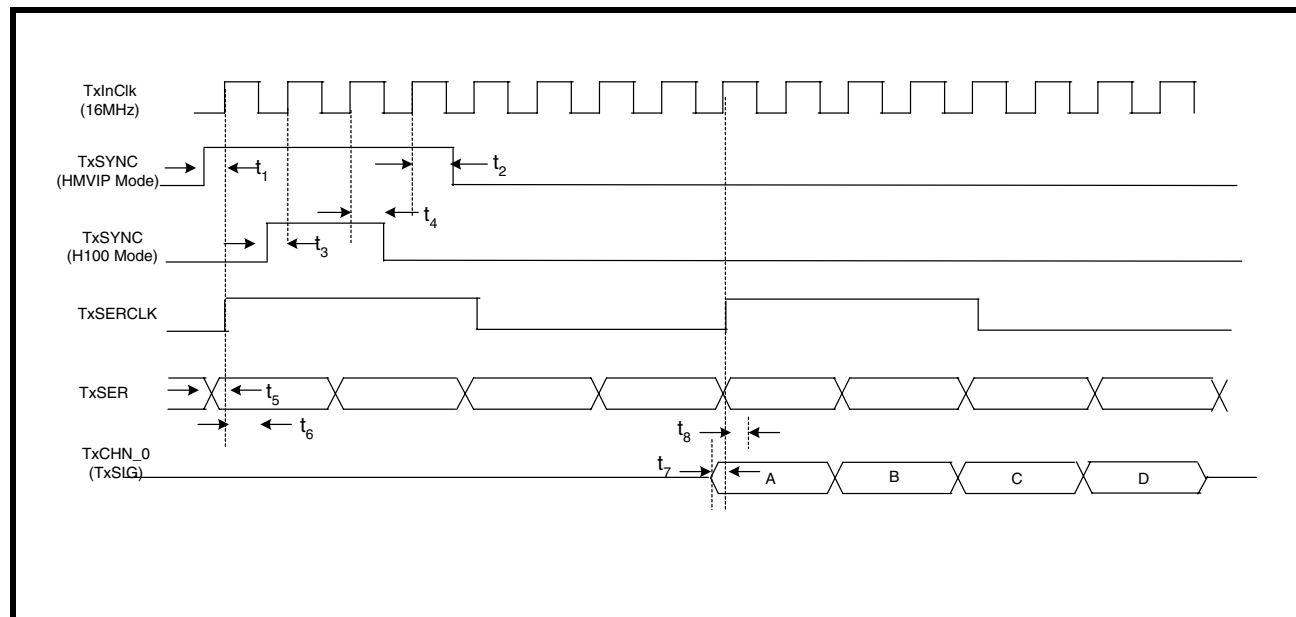 TxInClk
(16MHz)
TxSYNC
(HMVIP Mode)
t1
t2
TxSYNC
(H100 Mode)
t3
t4
TxSERCLK
TxSER
t5
t6
TxCHN_0
(TxSIG)
t7
t8
A
B
C
D